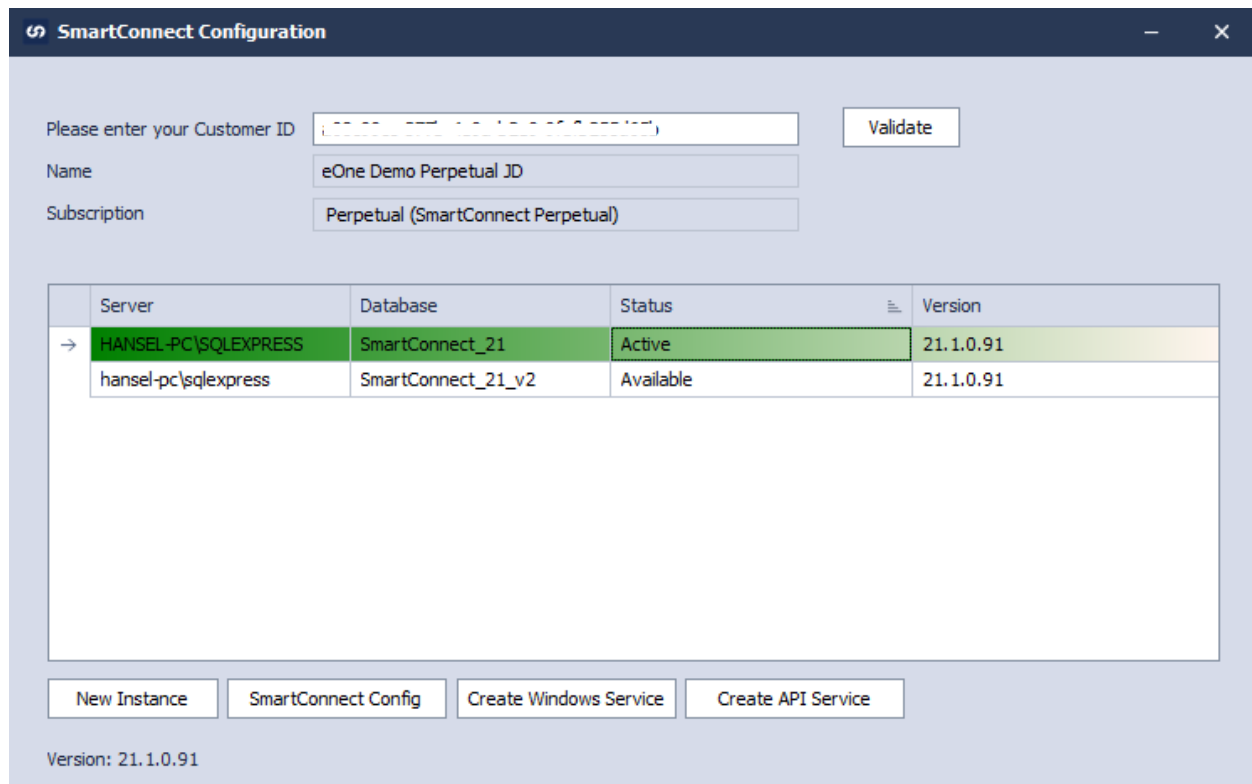 SmartConnect Configuration
Please enter your Customer ID
Validate
Name eOne Demo Perpetual JD
Subscription Perpetual (SmartConnect Perpetual)
Server Database Status Version
HANSEL-PC\SQLEXPRESS SmartConnect_21 Active 21.1.0.91
hansel-pc\sqlexpress SmartConnect_21_v2 Available 21.1.0.91
New Instance SmartConnect Config Create Windows Service Create API Service
Version: 21.1.0.91